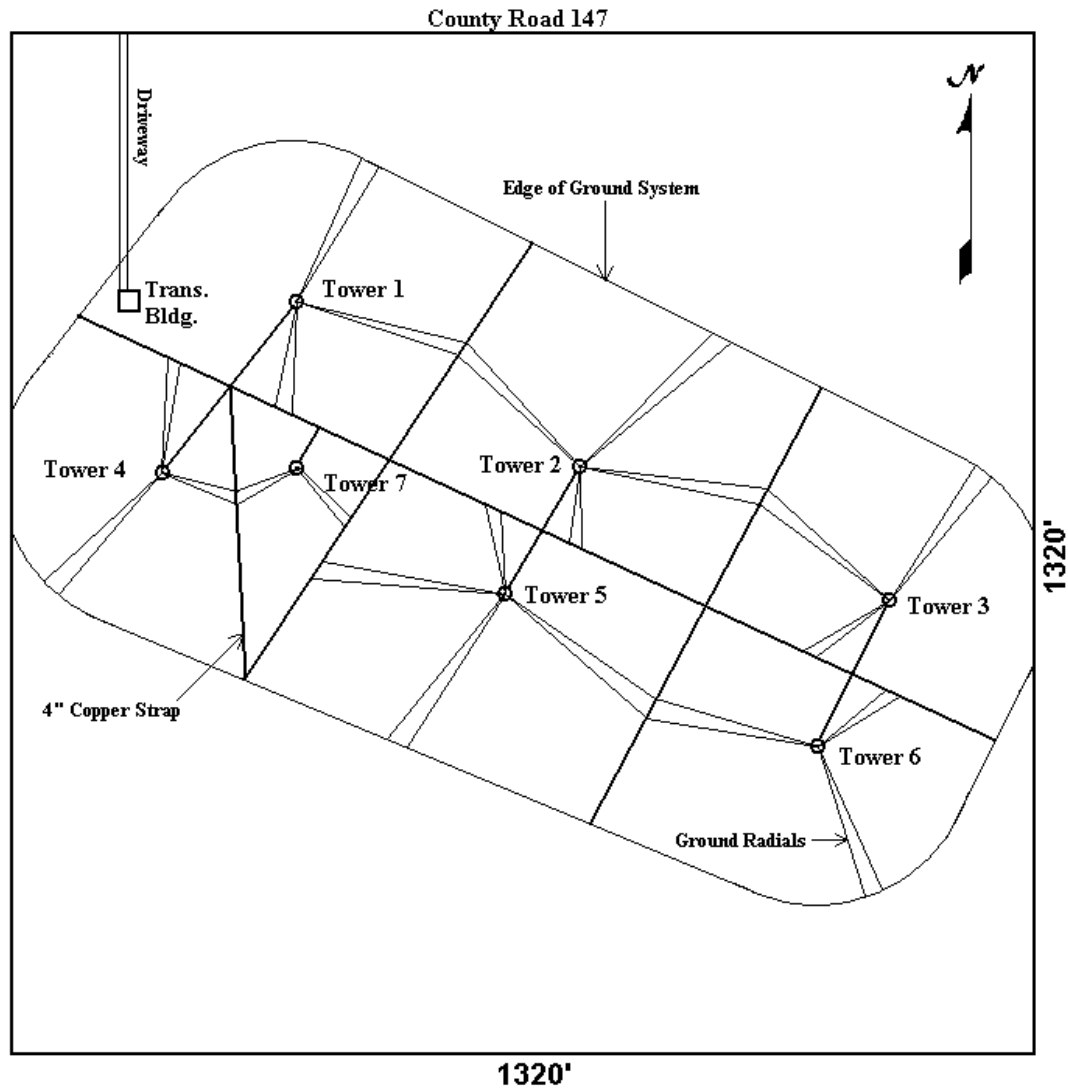 County Road 147
N
Driveway
Edge of Ground System
Trans.
Bldg.
Tower 1
Tower 2
Tower 4
Tower 7
1320'
Tower 5
Tower 3
4" Copper Strap
Tower 6
Ground Radials
1320'